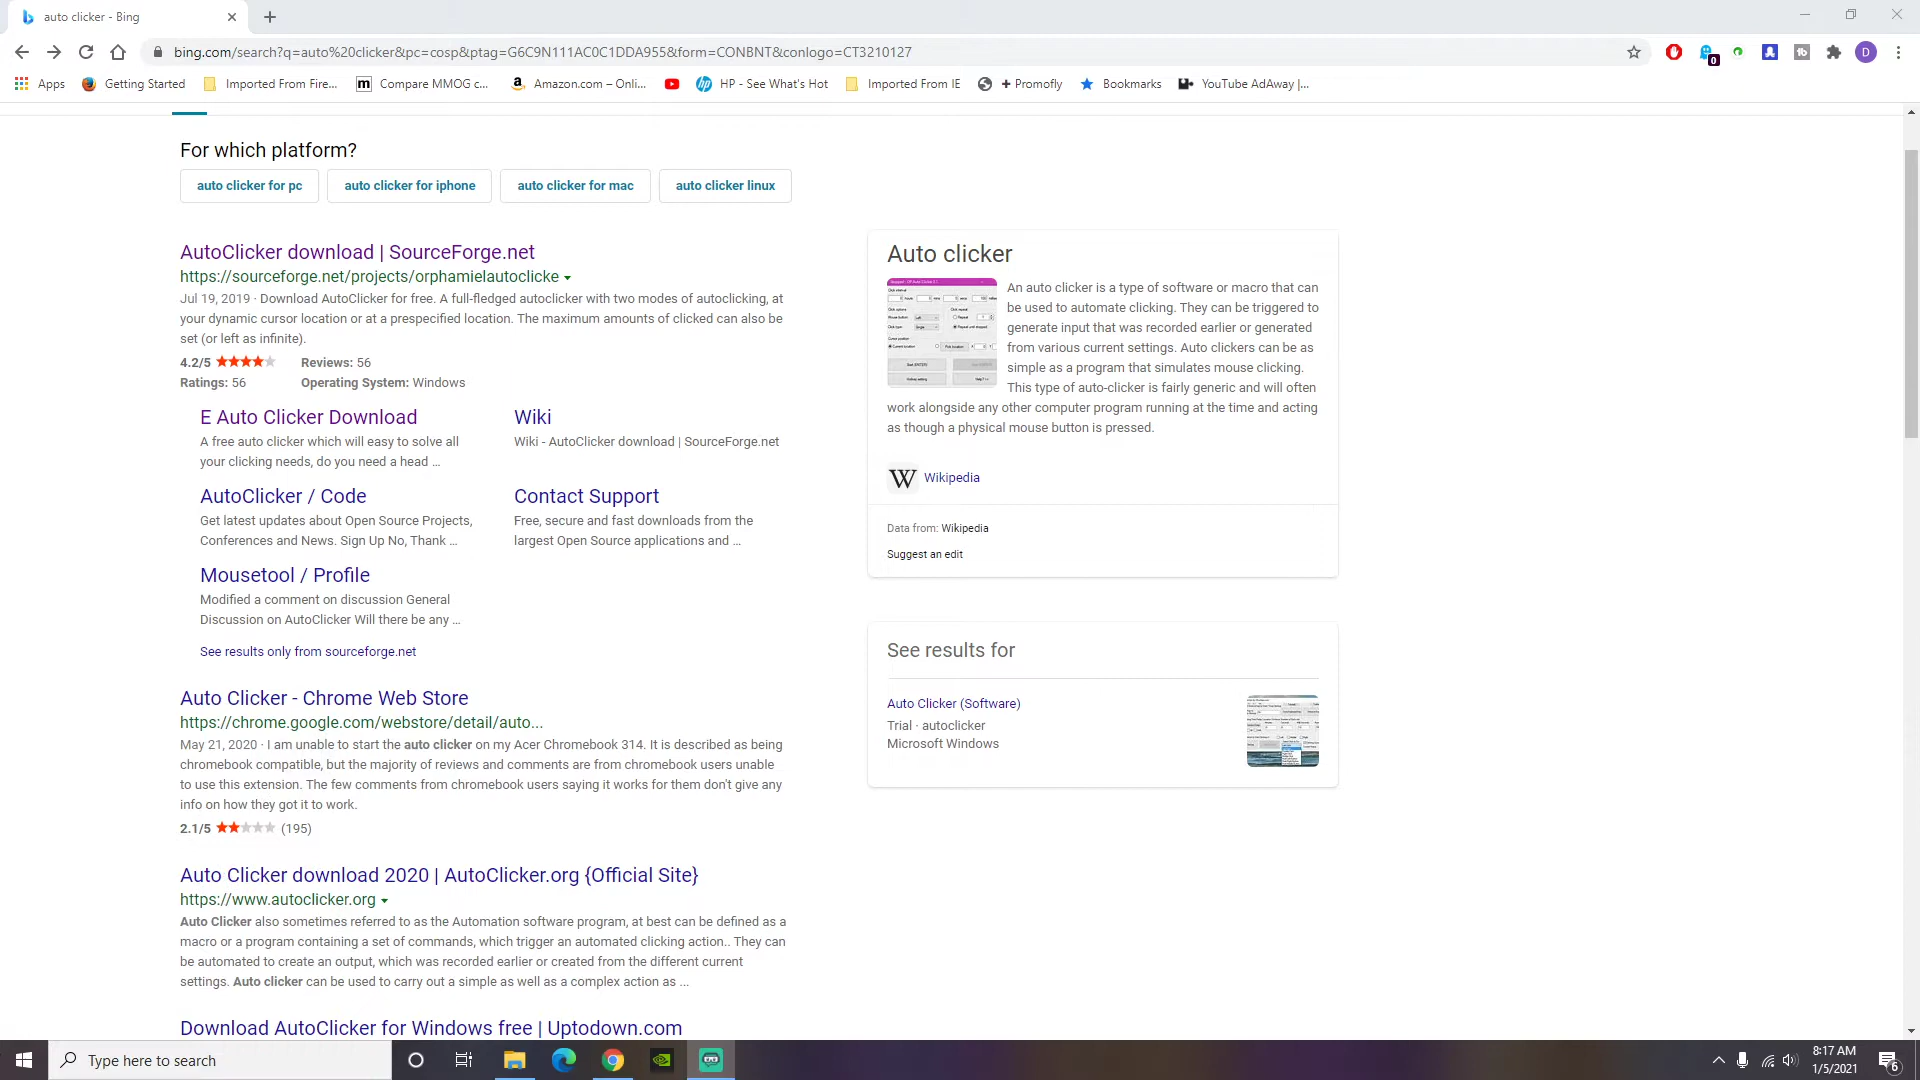 auto clicker - Bing
bing.com/search?q=auto%20clicker&pc=cosp&ptag=G6C9N111AC0C1DDA955&form=CONBNT&conlogo=CT3210127
0
D
Apps
Getting Started
Imported From Fire...
m
Compare MMOG c...
Amazon.com – Onli...
HP - See What's Hot
Imported From IE
+ Promofly
Bookmarks
YouTube AdAway |...
For which platform?
auto clicker for pc
auto clicker for iphone
auto clicker for mac
auto clicker linux
AutoClicker download | SourceForge.net
https://sourceforge.net/projects/orphamielautoclicke
Jul 19, 2019 · Download AutoClicker for free. A full-fledged autoclicker with two modes of autoclicking, at
your dynamic cursor location or at a prespecified location. The maximum amounts of clicked can also be
set (or left as infinite).
4.2/5
Reviews: 56
Ratings: 56
Operating System: Windows
E Auto Clicker Download
A free auto clicker which will easy to solve all
your clicking needs, do you need a head ...
Wiki
Wiki - AutoClicker download | SourceForge.net
AutoClicker / Code
Get latest updates about Open Source Projects,
Conferences and News. Sign Up No, Thank ...
Contact Support
Free, secure and fast downloads from the
largest Open Source applications and ...
Mousetool / Profile
Modified a comment on discussion General
Discussion on AutoClicker Will there be any ...
See results only from sourceforge.net
Auto Clicker - Chrome Web Store
https://chrome.google.com/webstore/detail/auto...
May 21, 2020 · I am unable to start the auto clicker on my Acer Chromebook 314. It is described as being
chromebook compatible, but the majority of reviews and comments are from chromebook users unable
to use this extension. The few comments from chromebook users saying it works for them don't give any
info on how they got it to work.
2.1/5
(195)
Auto Clicker download 2020 | AutoClicker.org {Official Site}
https://www.autoclicker.org
Auto Clicker also sometimes referred to as the Automation software program, at best can be defined as a
macro or a program containing a set of commands, which trigger an automated clicking action.. They can
be automated to create an output, which was recorded earlier or created from the different current
settings. Auto clicker can be used to carry out a simple as well as a complex action as ...
Download AutoClicker for Windows free | Uptodown.com
Auto clicker
An auto clicker is a type of software or macro that can
be used to automate clicking. They can be triggered to
generate input that was recorded earlier or generated
from various current settings. Auto clickers can be as
simple as a program that simulates mouse clicking.
This type of auto-clicker is fairly generic and will often
work alongside any other computer program running at the time and acting
as though a physical mouse button is pressed.
W
Wikipedia
Data from: Wikipedia
Suggest an edit
See results for
Auto Clicker (Software)
Trial · autoclicker
Microsoft Windows
Type here to search
8:17 AM
1/5/2021
6